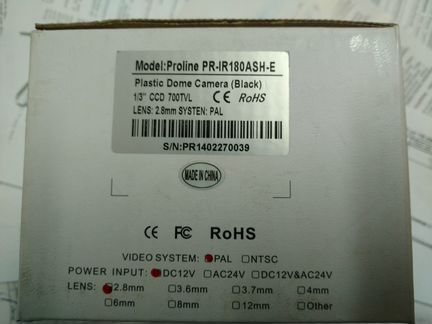 Model:Proline PR-IR180ASH-E
Plastic Dome Camera (Black)
1/3" CCD 700TVL CE RoHS
LENS: 2.8mm SYSTEN: PAL
S/N:PR1402270039
MADE IN CHINA
CE FC RoHS
VIDEO SYSTEM: PAL NTSC
POWER INPUT: DC12V AC24V DC12V&AC24V
LENS: 2.8mm 3.6mm 3.7mm 4mm
6mm 8mm 12mm Other